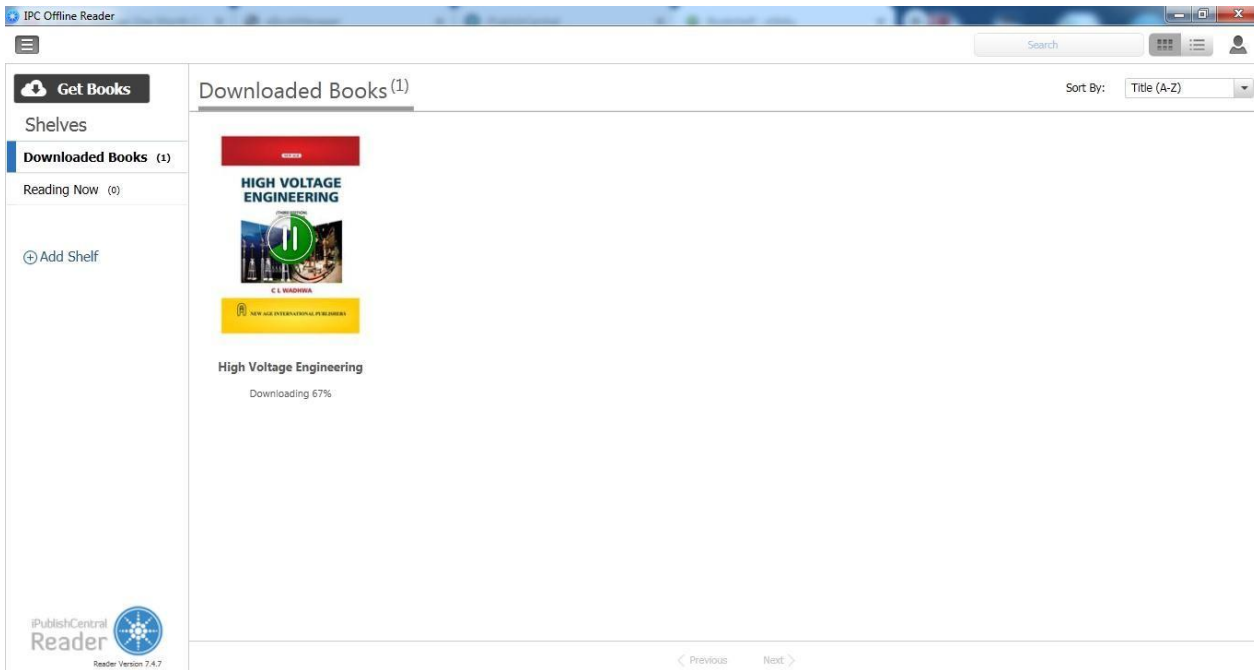 IPC Offline Reader
Search
Get Books
Downloaded Books (1)
Sort By:
Title (A-Z)
Shelves
Downloaded Books (1)
Reading Now (0)
Add Shelf
HIGH VOLTAGE
ENGINEERING
C L WADHWA
NEW AGE INTERNATIONAL PUBLISHERS
High Voltage Engineering
Downloading 67%
iPublishCentral
Reader
Reader Version 7.4.7
Previous
Next